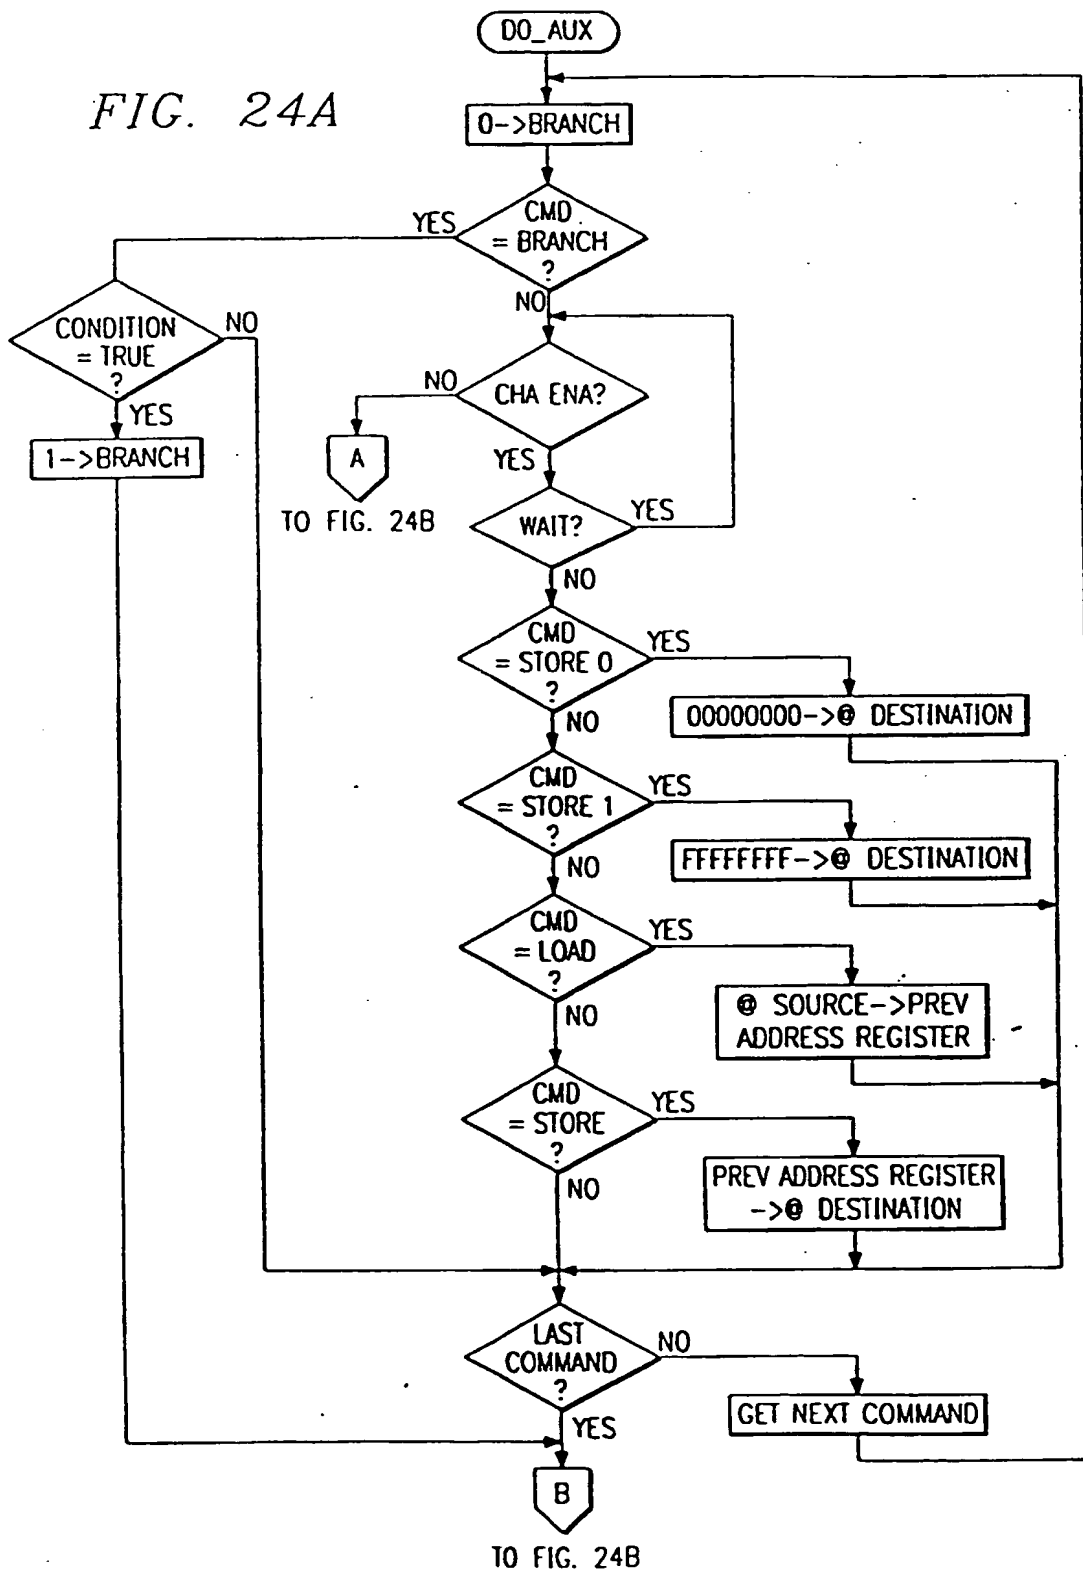 DO_AUX
FIG. 24A
0->BRANCH
CMD
= BRANCH
?
YES
NO
CONDITION
= TRUE
?
NO
YES
1->BRANCH
CHA ENA?
NO
YES
A
TO FIG. 24B
WAIT?
YES
NO
CMD
= STORE 0
?
YES
NO
00000000->@ DESTINATION
CMD
= STORE 1
?
YES
NO
FFFFFFFF->@ DESTINATION
CMD
= LOAD
?
YES
NO
@ SOURCE->PREV
ADDRESS REGISTER
CMD
= STORE
?
YES
NO
PREV ADDRESS REGISTER
->@ DESTINATION
LAST
COMMAND
?
NO
YES
GET NEXT COMMAND
B
TO FIG. 24B